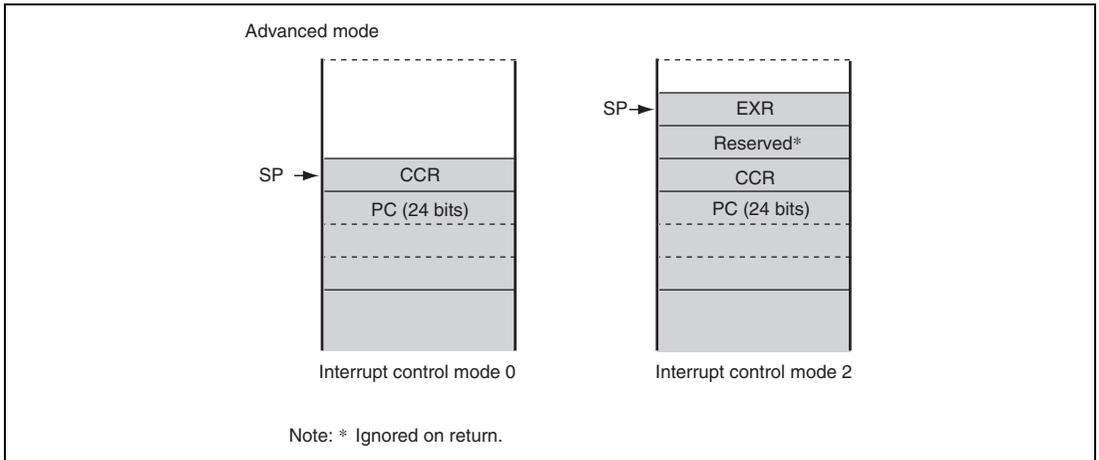 Advanced mode
SP
CCR
PC (24 bits)
Interrupt control mode 0
SP
EXR
Reserved*
CCR
PC (24 bits)
Interrupt control mode 2
Note: * Ignored on return.